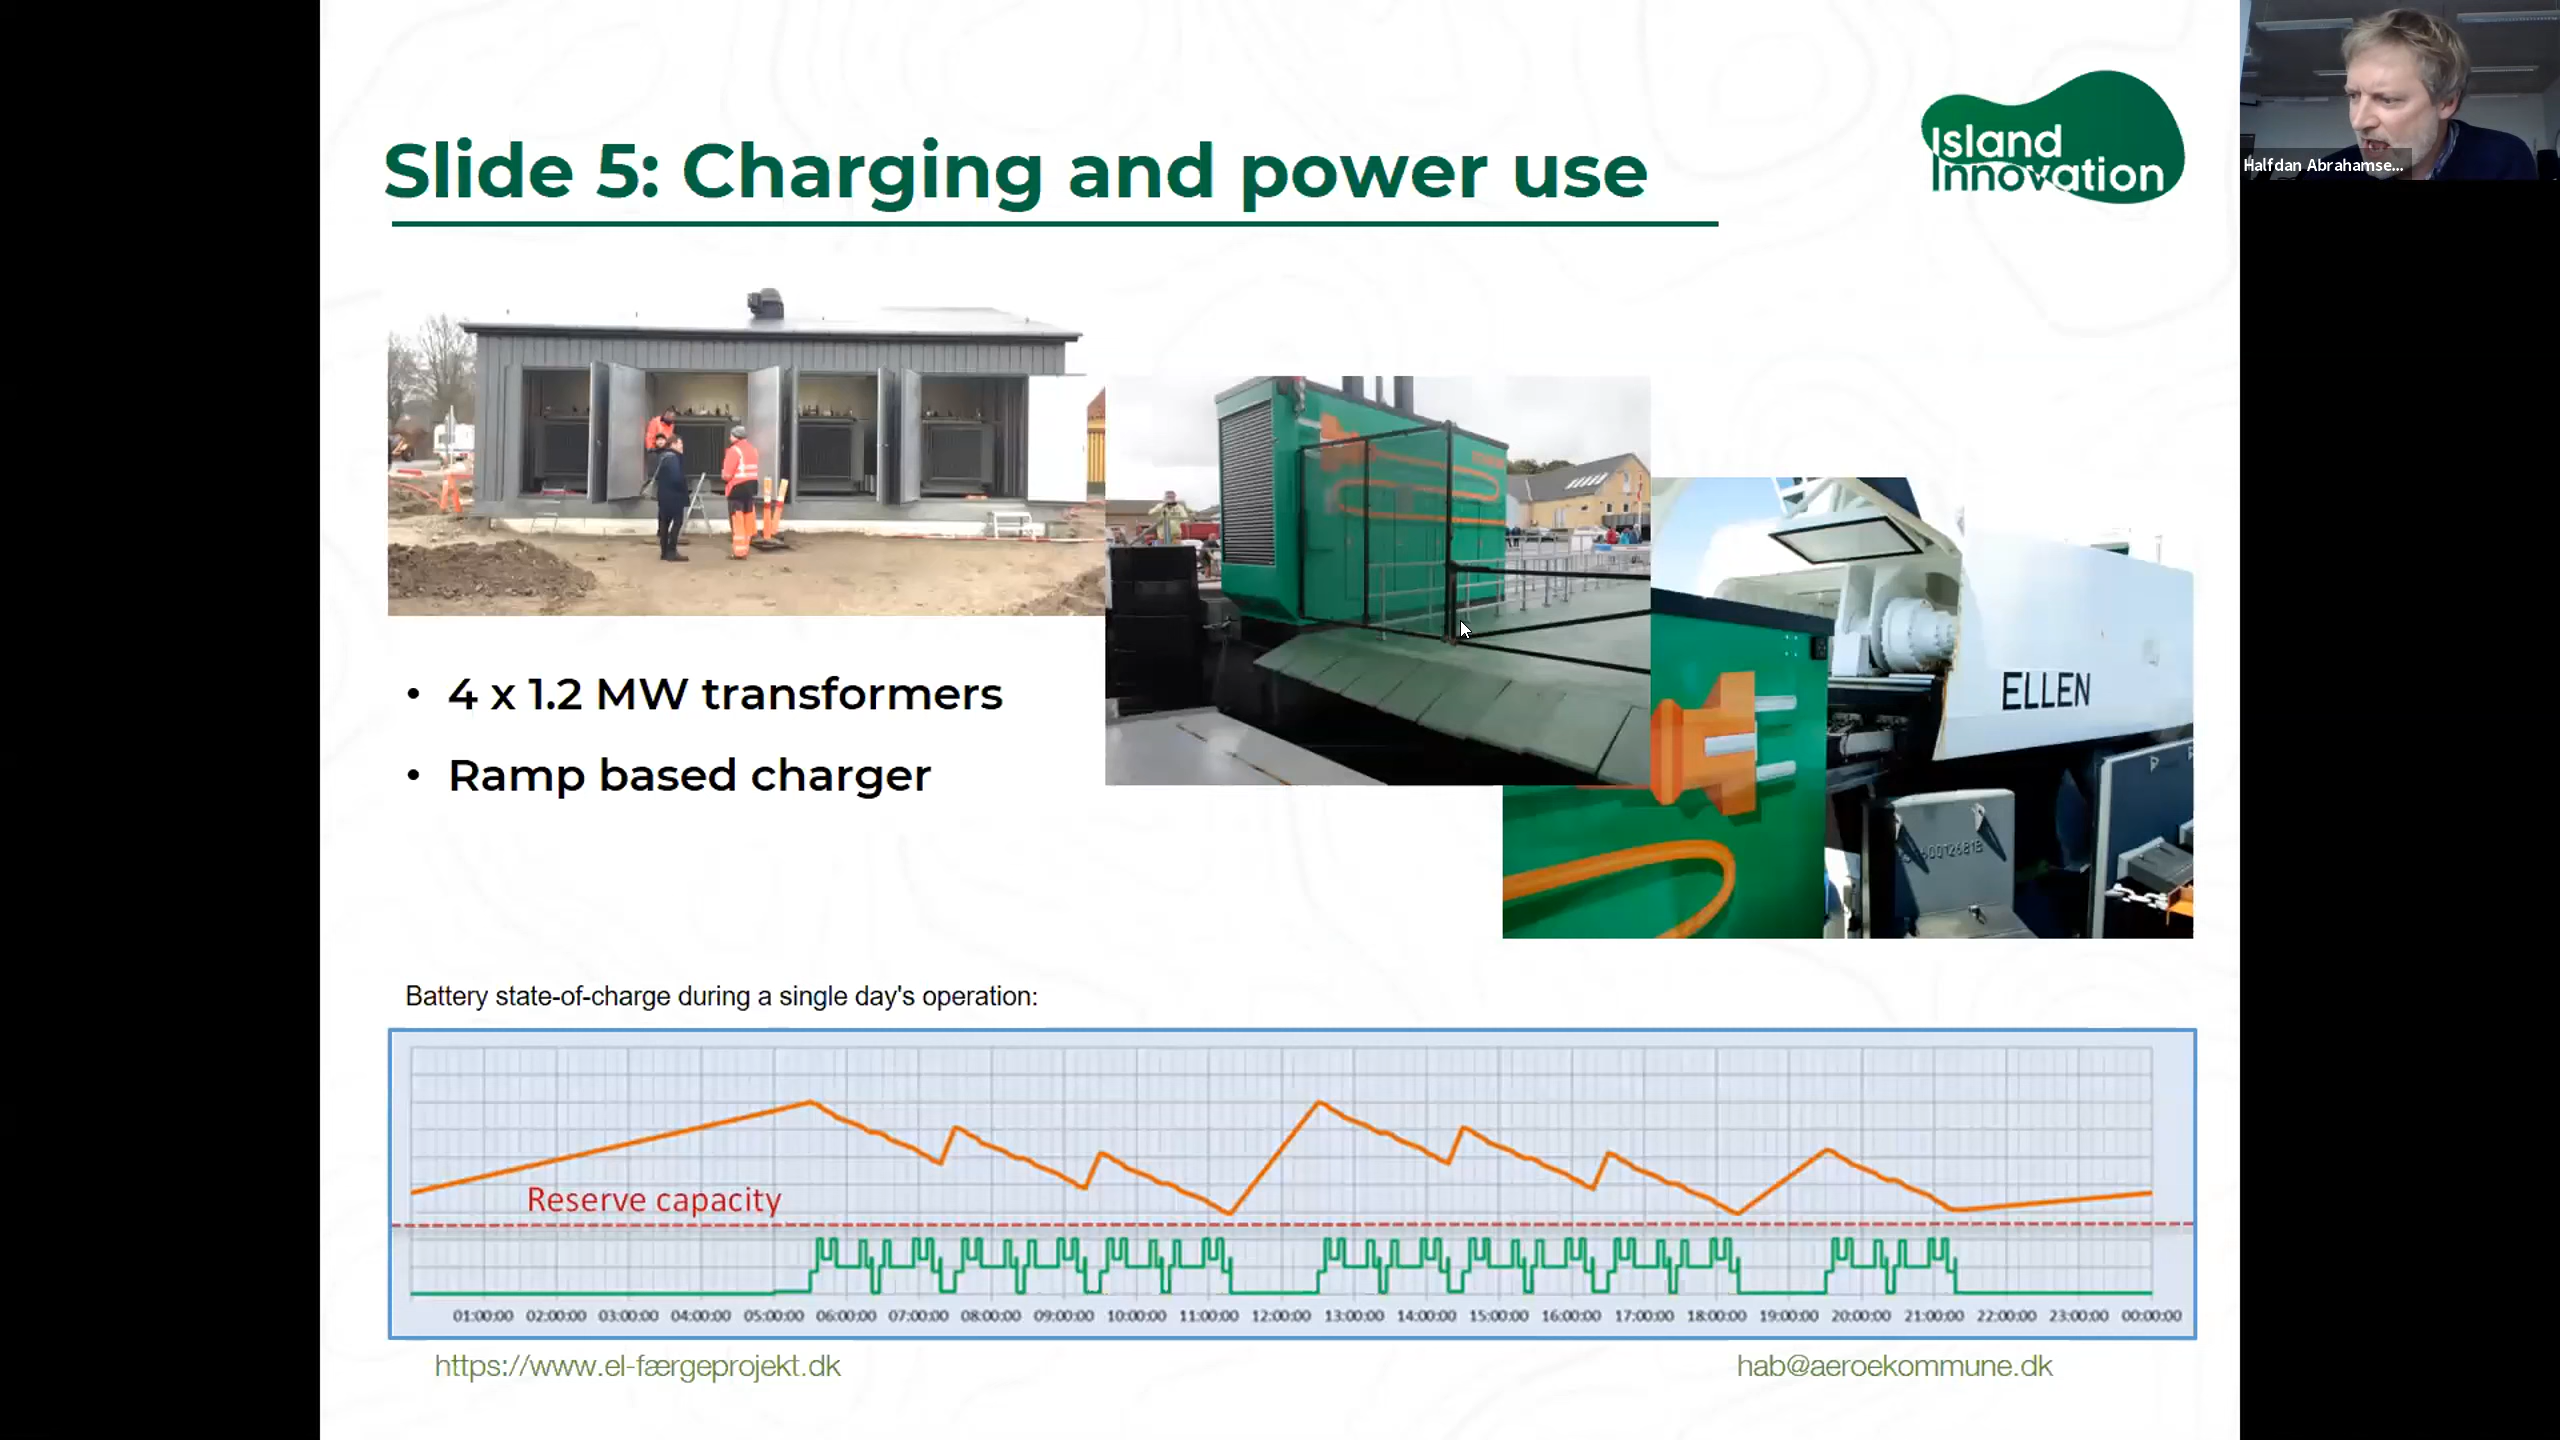 Slide 5: Charging and power use
Island
Innovation
Halfdan Abrahamse...
ELLEN
• 4 x 1.2 MW transformers
• Ramp based charger
Battery state-of-charge during a single day's operation:
Reserve capacity
01:00:00 02:00:00 03:00:00 04:00:00 05:00:00 06:00:00 07:00:00 08:00:00 09:00:00 10:00:00 11:00:00 12:00:00 13:00:00 14:00:00 15:00:00 16:00:00 17:00:00 18:00:00 19:00:00 20:00:00 21:00:00 22:00:00 23:00:00 00:00:00
https://www.el-færgeprojekt.dk
hab@aeroekommune.dk